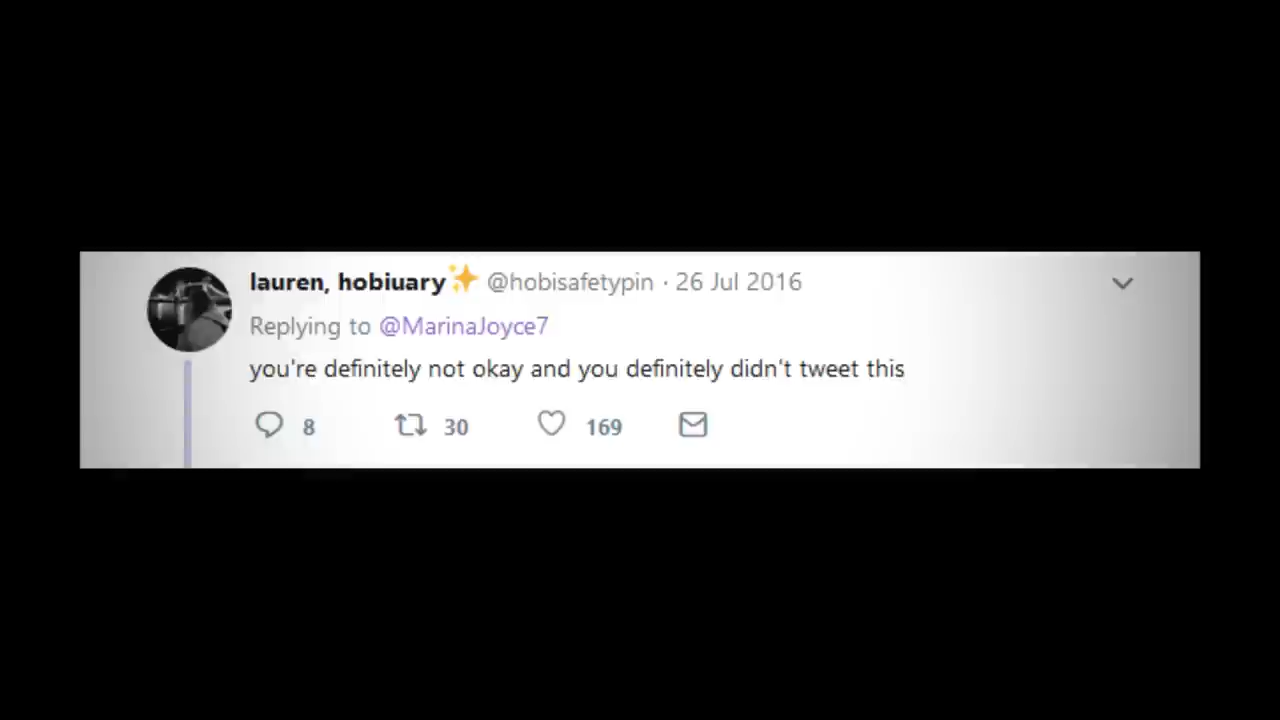 lauren, hobiuary✨ @hobisafetypin · 26 Jul 2016
Replying to @MarinaJoyce7
you're definitely not okay and you definitely didn't tweet this
8 30 169